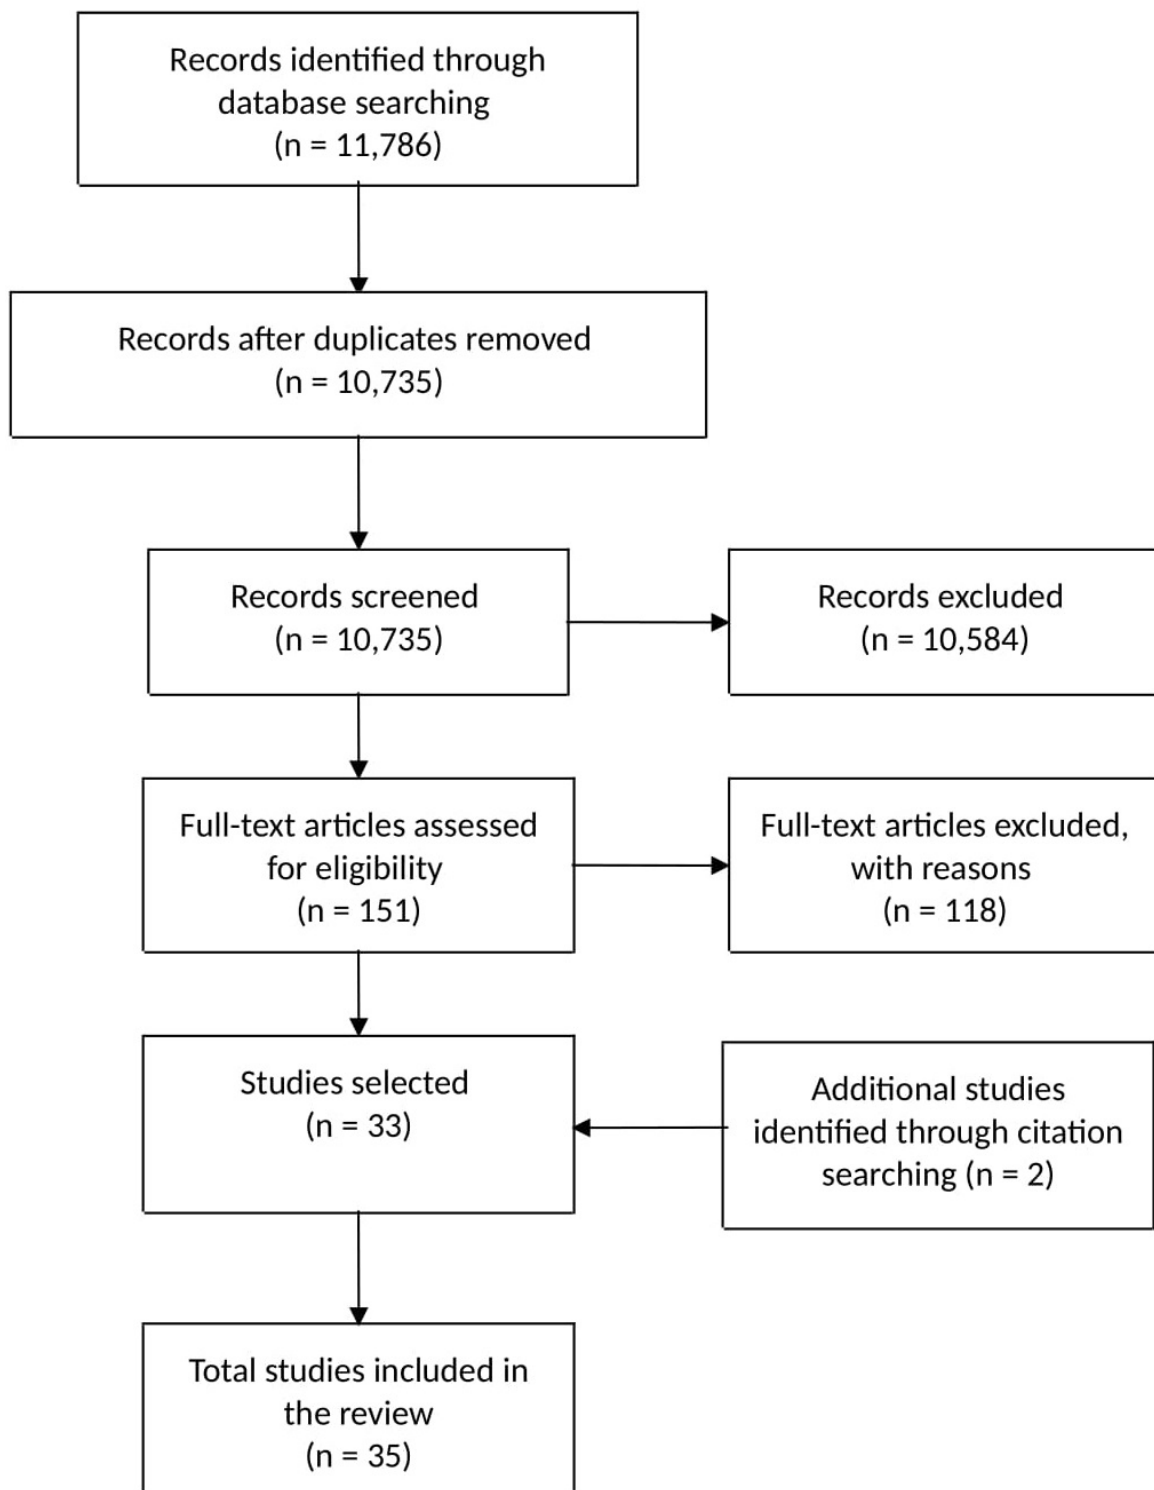 Records identified through
database searching
(n = 11,786)
Records after duplicates removed
(n = 10,735)
Records screened
(n = 10,735)
Records excluded
(n = 10,584)
Full-text articles assessed
for eligibility
(n = 151)
Full-text articles excluded,
with reasons
(n = 118)
Studies selected
(n = 33)
Additional studies
identified through citation
searching (n = 2)
Total studies included in
the review
(n = 35)